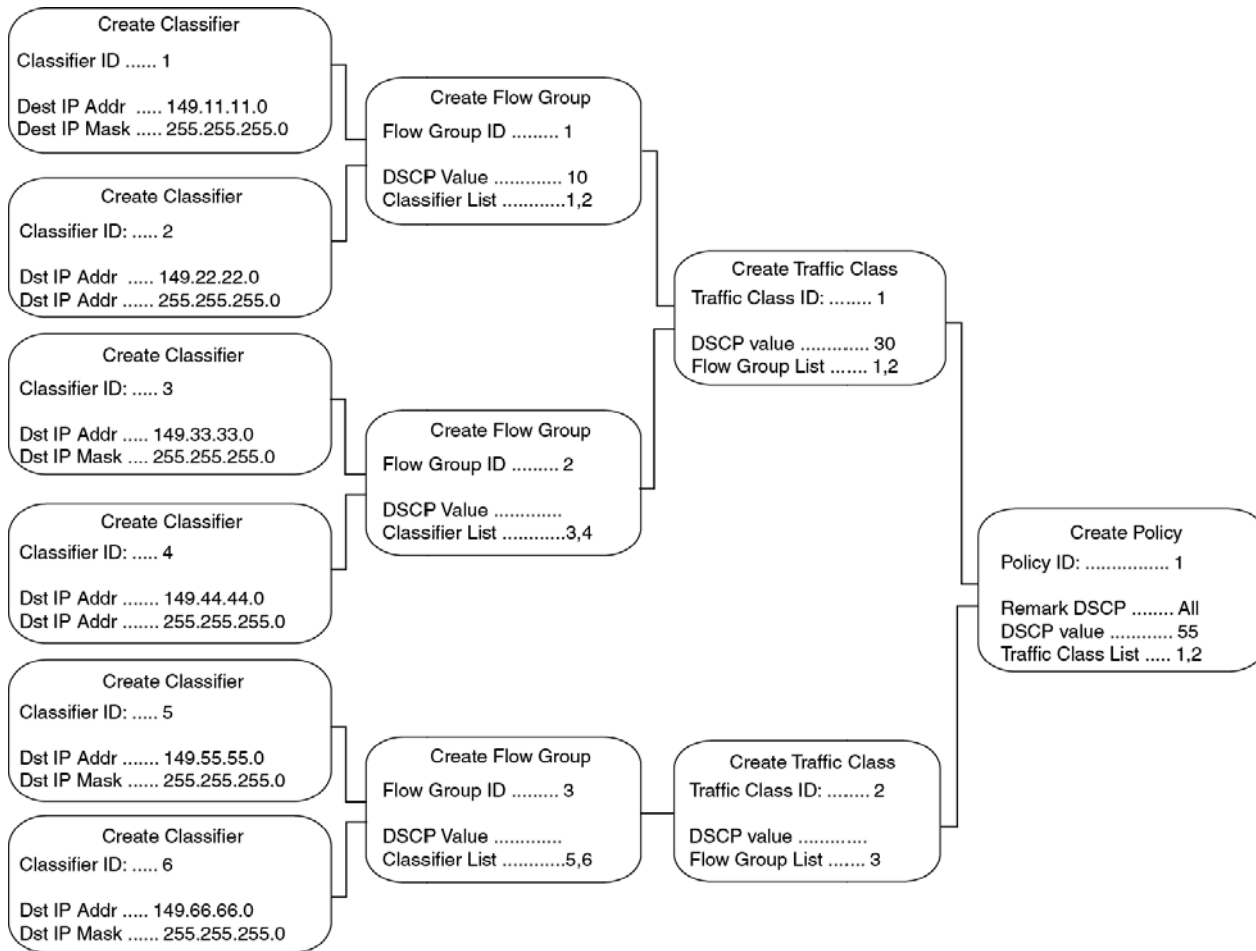 Create Classifier
Classifier ID ...... 1
Dest IP Addr ..... 149.11.11.0
Dest IP Mask ..... 255.255.255.0
Create Classifier
Classifier ID: ..... 2
Dst IP Addr ..... 149.22.22.0
Dst IP Addr ...... 255.255.255.0
Create Classifier
Classifier ID: ..... 3
Dst IP Addr ..... 149.33.33.0
Dst IP Mask .... 255.255.255.0
Create Classifier
Classifier ID: ..... 4
Dst IP Addr ....... 149.44.44.0
Dst IP Addr ....... 255.255.255.0
Create Classifier
Classifier ID: ..... 5
Dst IP Addr ..... 149.55.55.0
Dst IP Mask ...... 255.255.255.0
Create Classifier
Classifier ID: ..... 6
Dst IP Addr ..... 149.66.66.0
Dst IP Mask ...... 255.255.255.0
Create Flow Group
Flow Group ID ......... 1
DSCP Value ............. 10
Classifier List ............1,2
Create Flow Group
Flow Group ID ......... 2
DSCP Value .............
Classifier List ............3,4
Create Flow Group
Flow Group ID ......... 3
DSCP Value .............
Classifier List ............5,6
Create Traffic Class
Traffic Class ID: ........ 1
DSCP value ............. 30
Flow Group List ....... 1,2
Create Traffic Class
Traffic Class ID: ........ 2
DSCP value .............
Flow Group List ....... 3
Create Policy
Policy ID: ................ 1
Remark DSCP ........ All
DSCP value ............ 55
Traffic Class List ..... 1,2